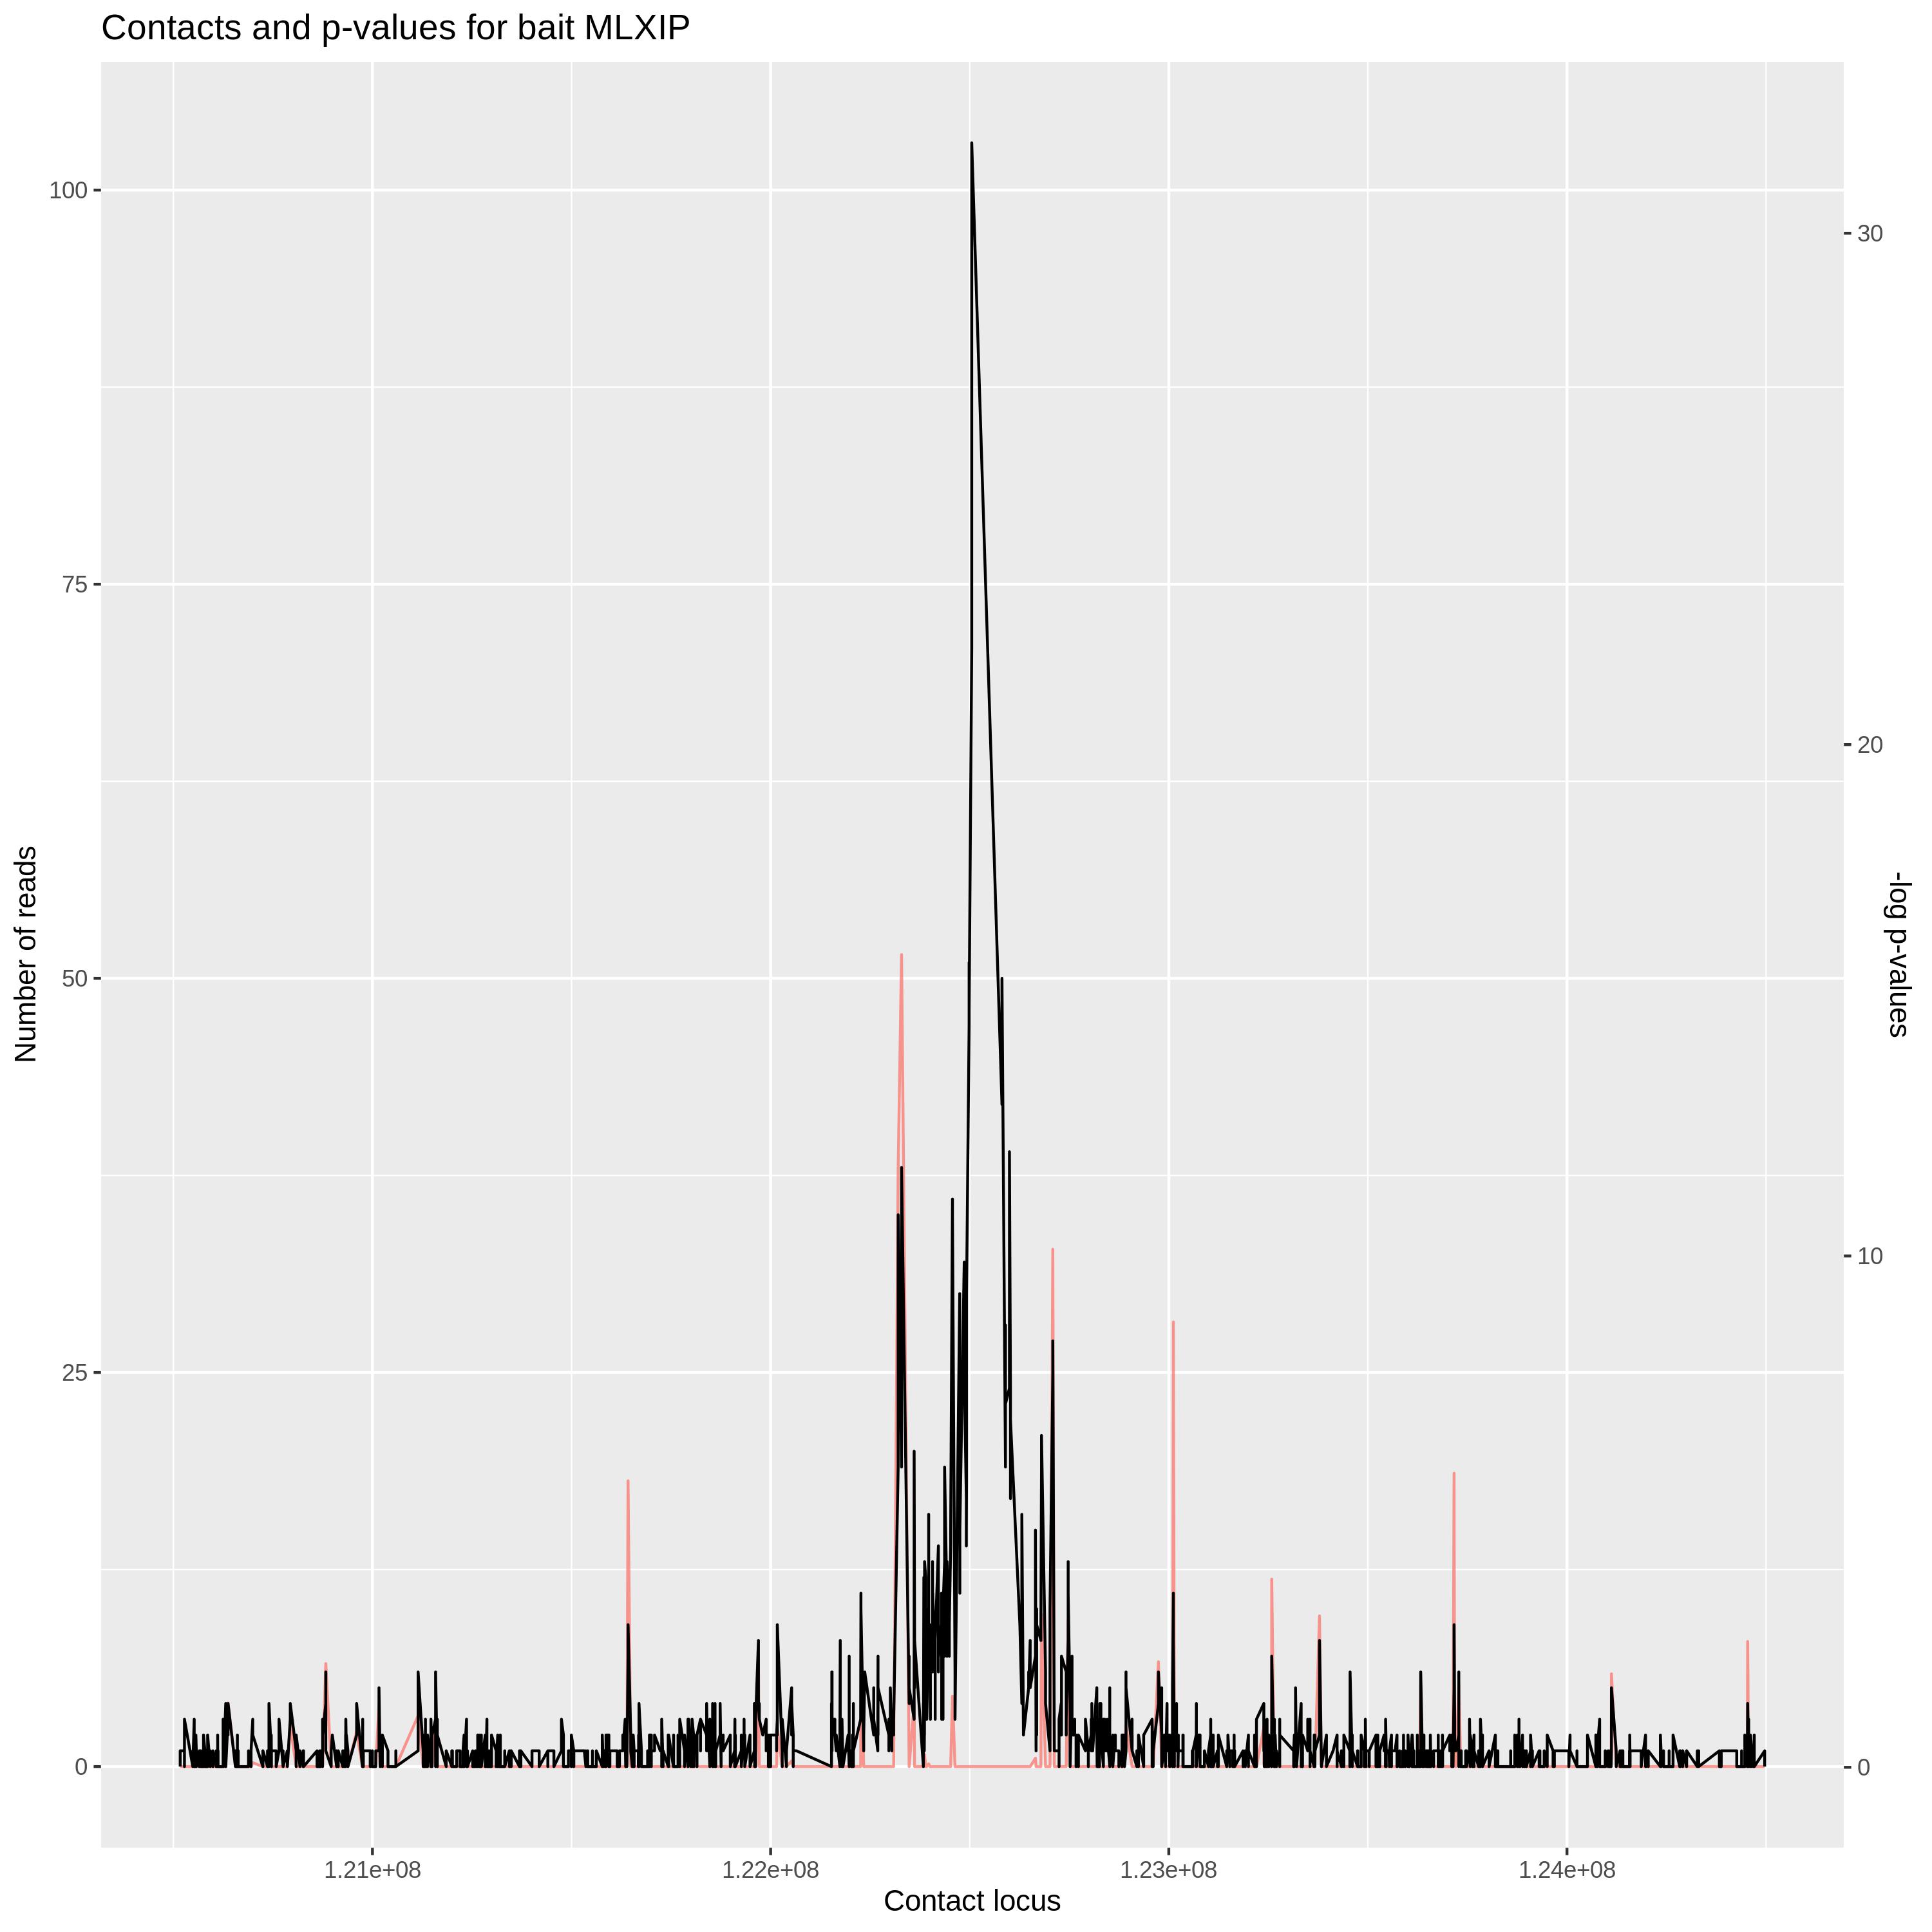 Contacts and p-values for bait MLXIP
100
75
50
25
0
Number of reads
30
20
10
0
-log p-values
1.21e+08
1.22e+08
1.23e+08
1.24e+08
Contact locus